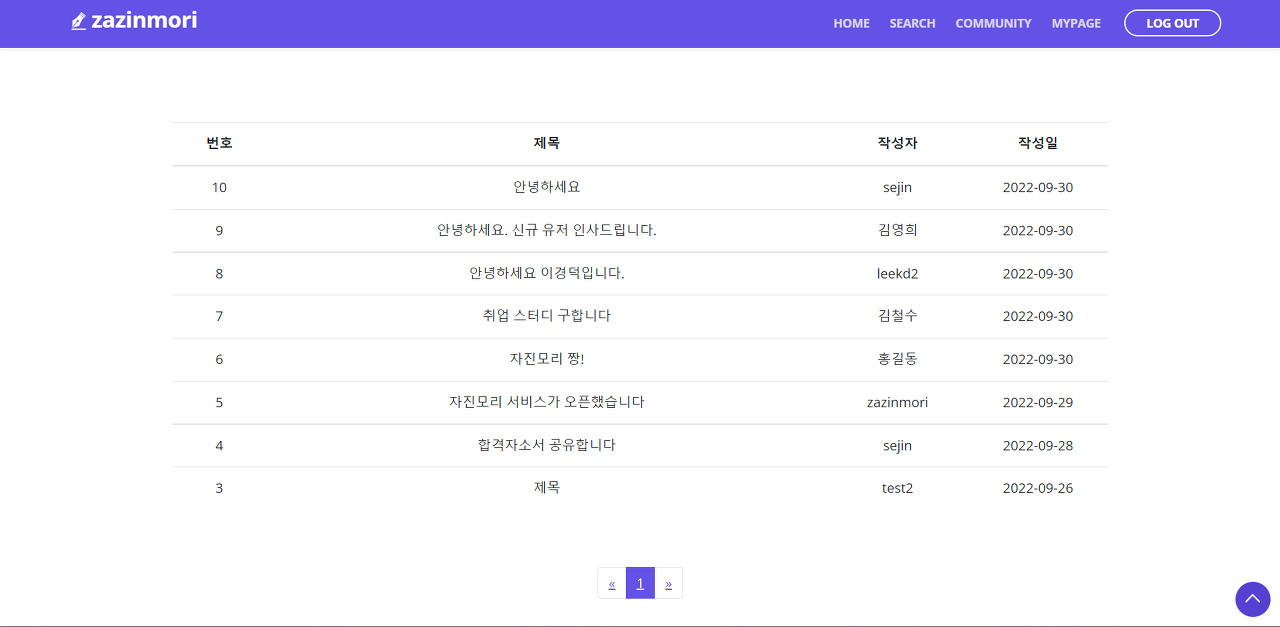 zazinmori HOME SEARCH COMMUNITY MYPAGE LOG OUT
번호 제목 작성자 작성일
10 안녕하세요 sejin 2022-09-30
9 안녕하세요. 신규 유저 인사드립니다. 김영희 2022-09-30
8 안녕하세요 이경덕입니다. leekd2 2022-09-30
7 취업 스터디 구합니다 김철수 2022-09-30
6 자진모리 짱! 홍길동 2022-09-30
5 자진모리 서비스가 오픈했습니다 zazinmori 2022-09-29
4 합격자소서 공유합니다 sejin 2022-09-28
3 제목 test2 2022-09-26
« 1 »